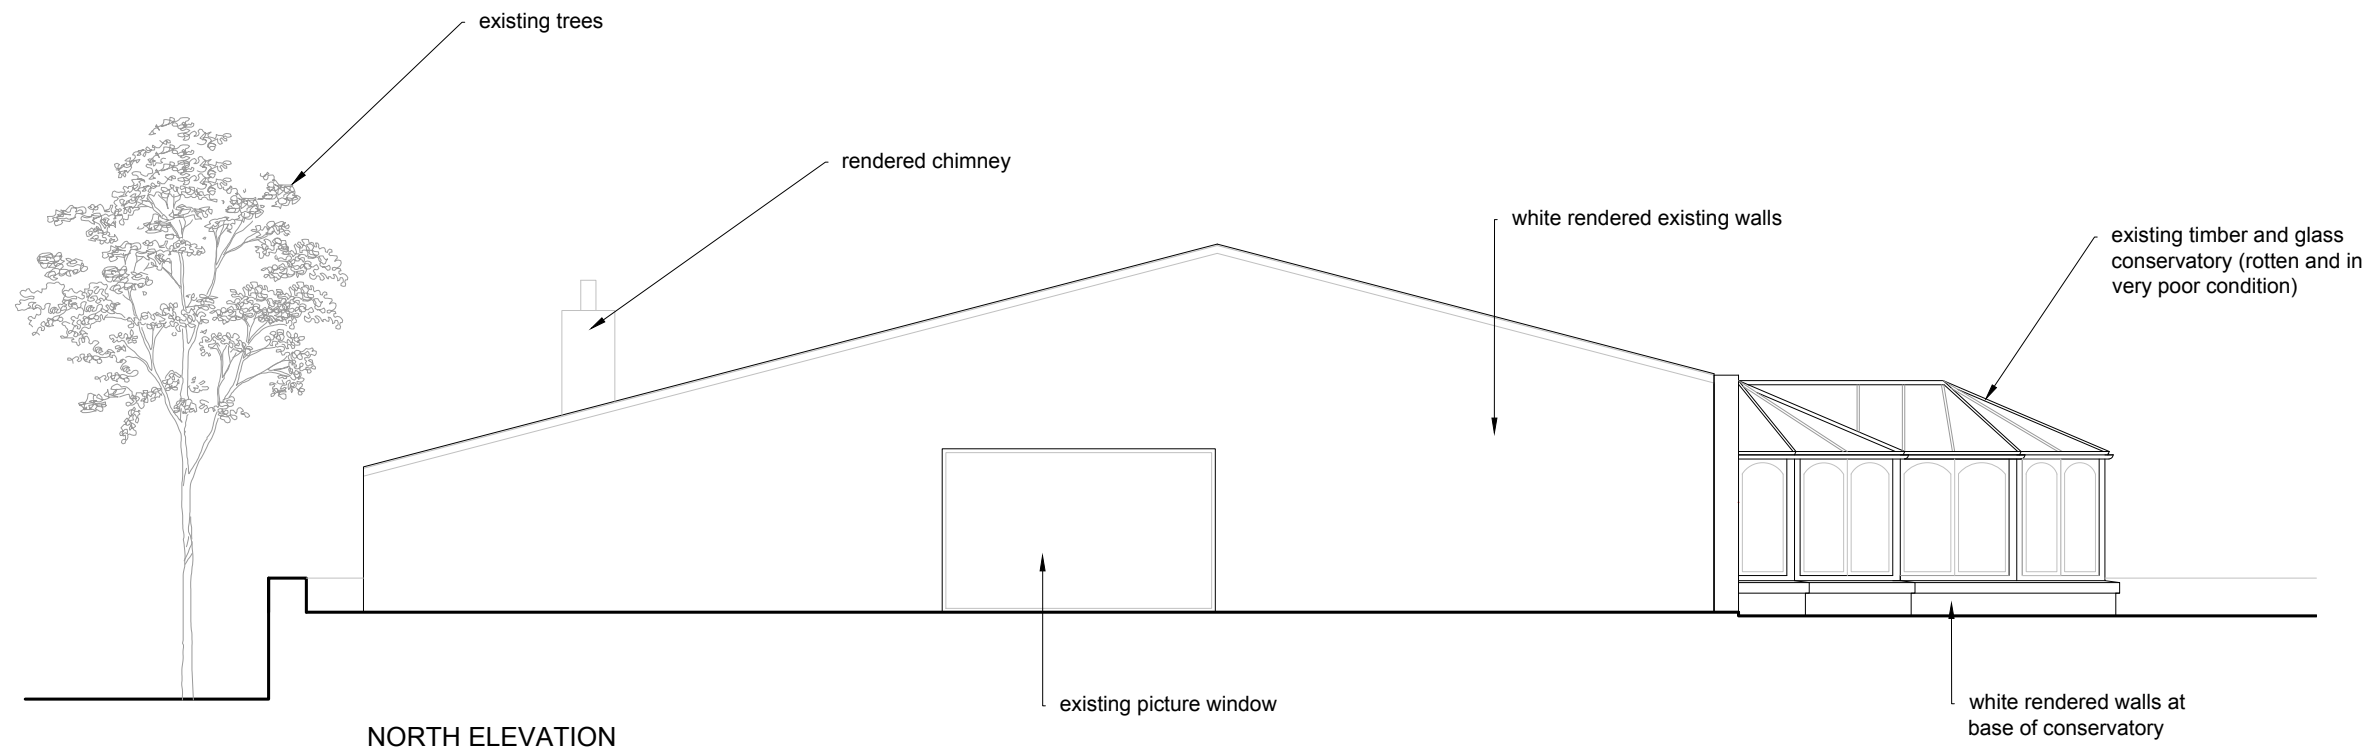 existing trees
rendered chimney
white rendered existing walls
existing timber and glass
conservatory (rotten and in
very poor condition)
existing picture window
white rendered walls at
base of conservatory
NORTH ELEVATION